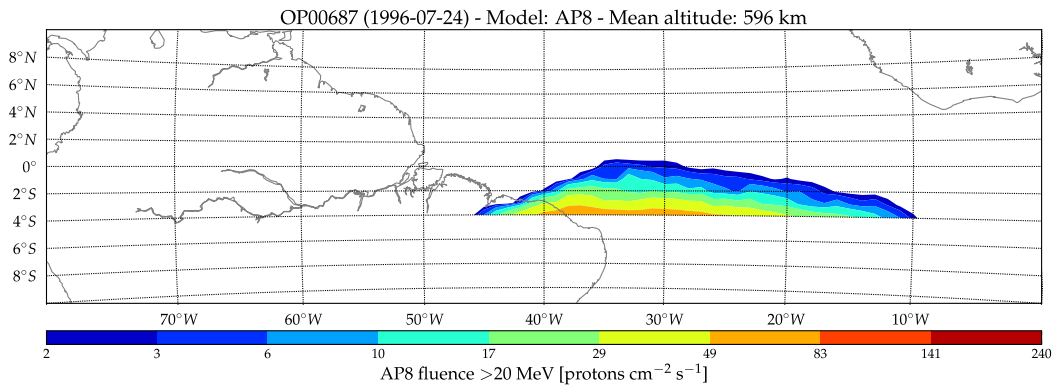 OP00687 (1996-07-24) - Model: AP8 - Mean altitude: 596 km
8°N
6°N
4°N
2°N
0°
2°S
4°S
6°S
8°S
70°W 60°W 50°W 40°W 30°W 20°W 10°W
2 3 6 10 17 29 49 83 141 240
AP8 fluence >20 MeV [protons cm⁻² s⁻¹]